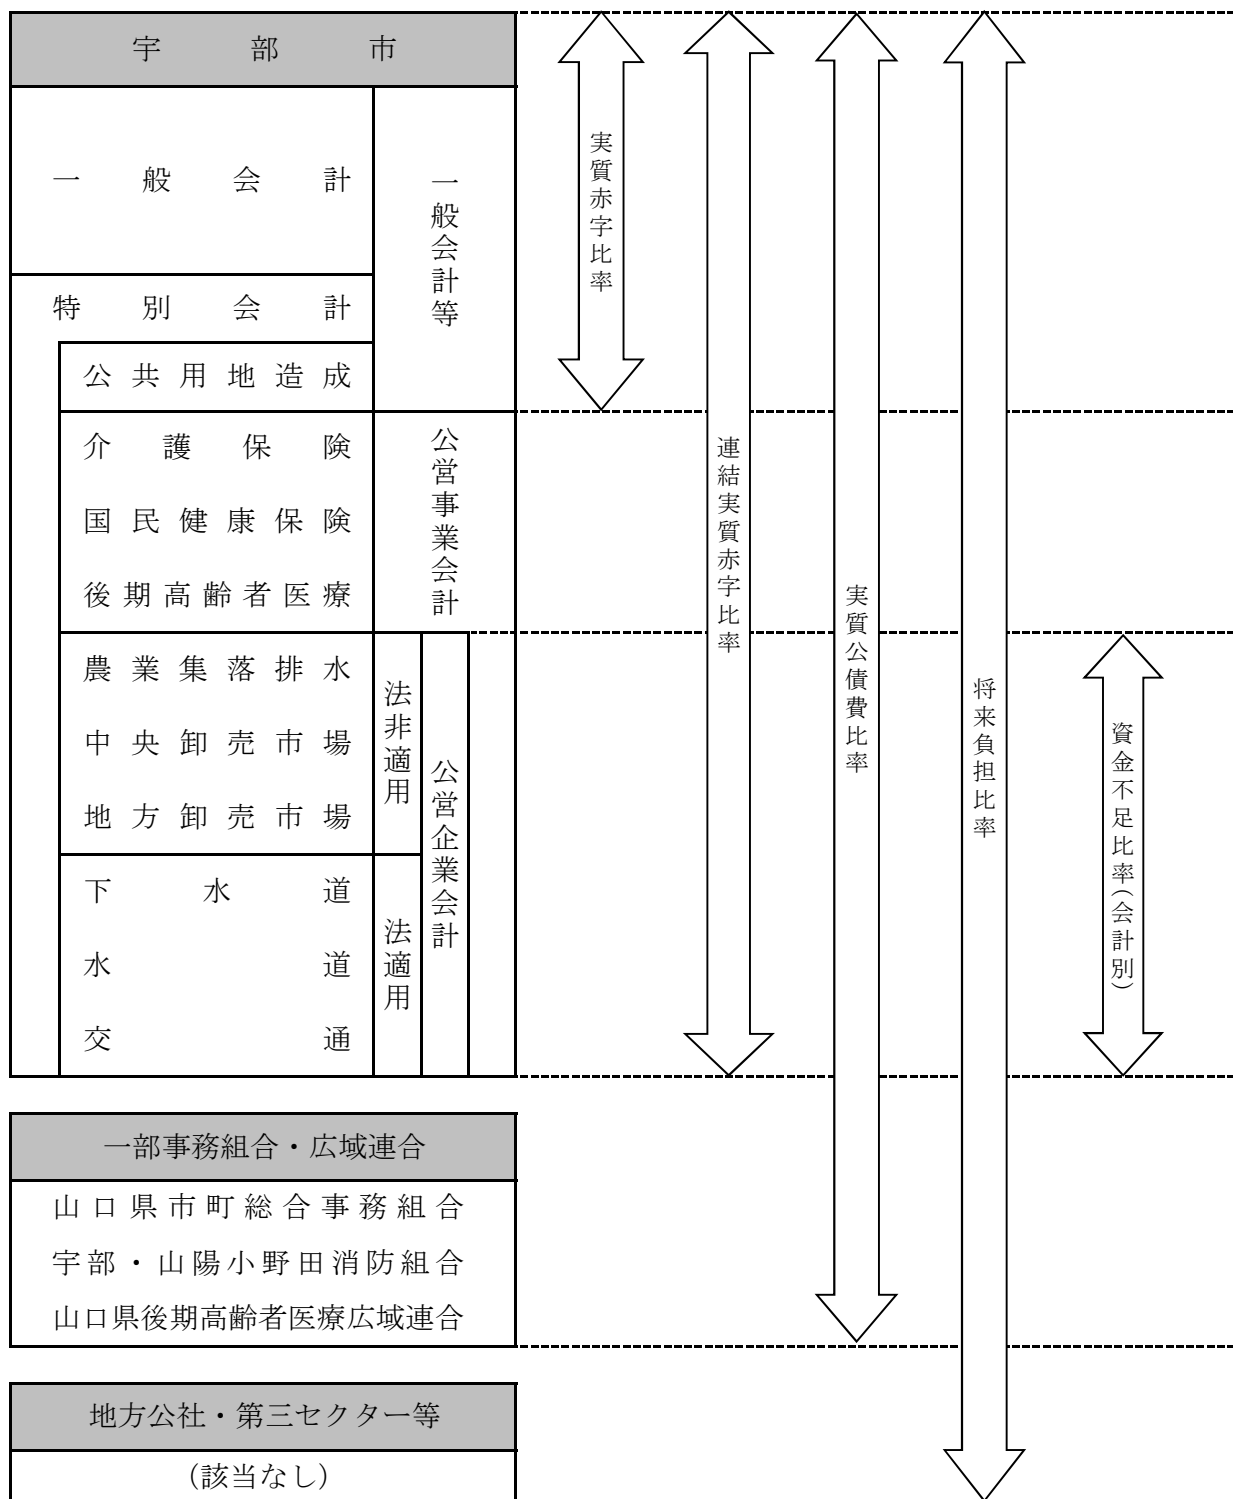 宇部市
一般会計
一般会計等
特別会計
公共用地造成
介護保険
国民健康保険
後期高齢者医療
公営事業会計
農業集落排水
中央卸売市場
地方卸売市場
法非適用
公営企業会計
下水道
水道
交通
法適用
実質赤字比率
連結実質赤字比率
実質公債費比率
将来負担比率
資金不足比率(会計別)
一部事務組合・広域連合
山口県市町総合事務組合
宇部・山陽小野田消防組合
山口県後期高齢者医療広域連合
地方公社・第三セクター等
（該当なし）